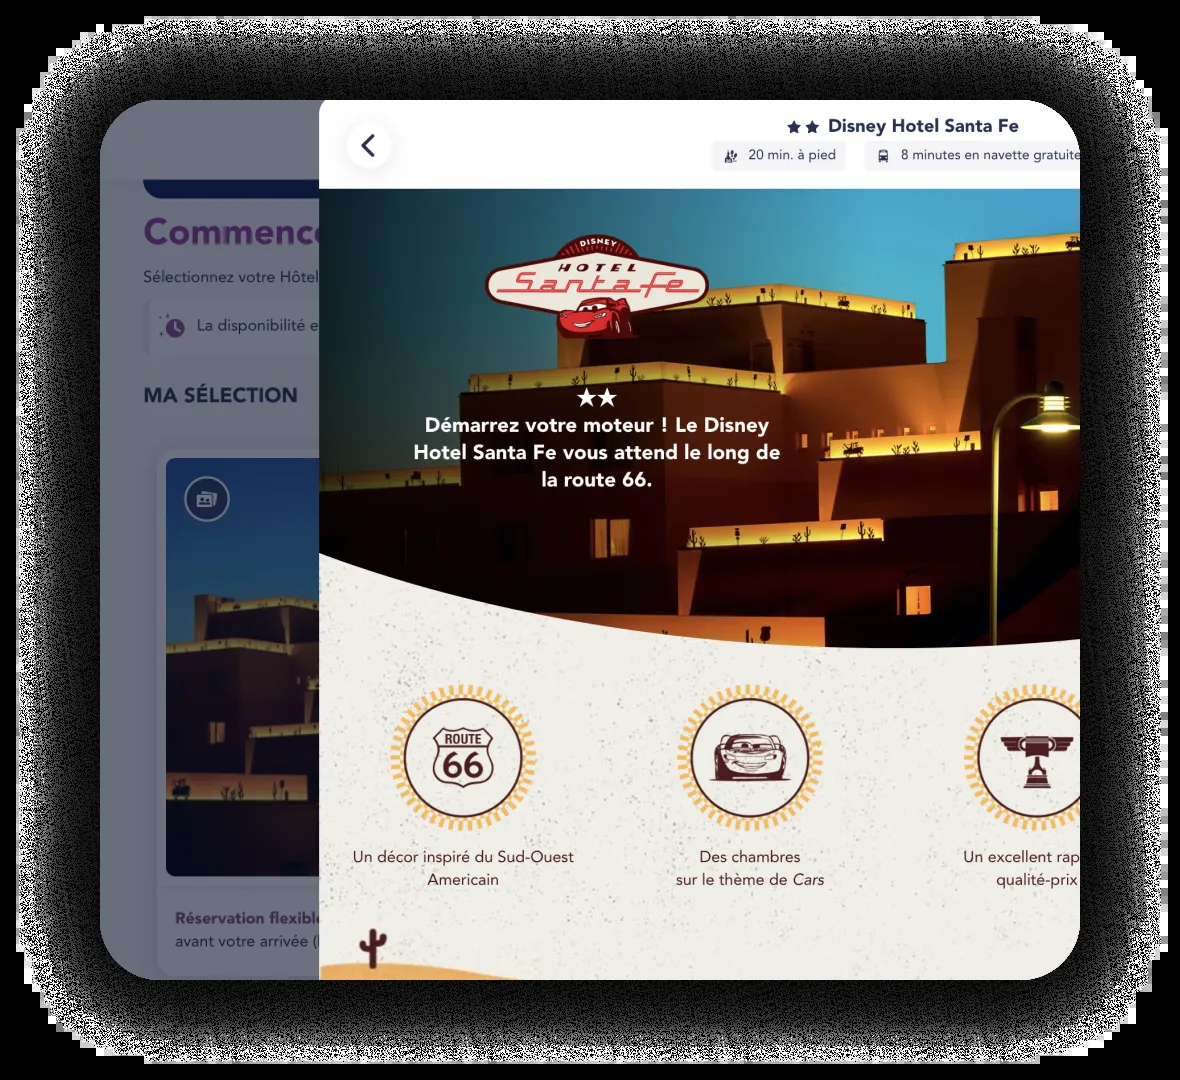 Commenc
Sélectionnez votre Hôtel
La disponibilité e
MA SÉLECTION
Réservation flexible
avant votre arrivée (
Disney Hotel Santa Fe
20 min. à pied
8 minutes en navette gratuite
DISNEY
HOTEL
Santa Fe
Démarrez votre moteur ! Le Disney
Hotel Santa Fe vous attend le long de
la route 66.
ROUTE
66
Un décor inspiré du Sud-Ouest
Americain
Des chambres
sur le thème de Cars
Un excellent rap
qualité-prix